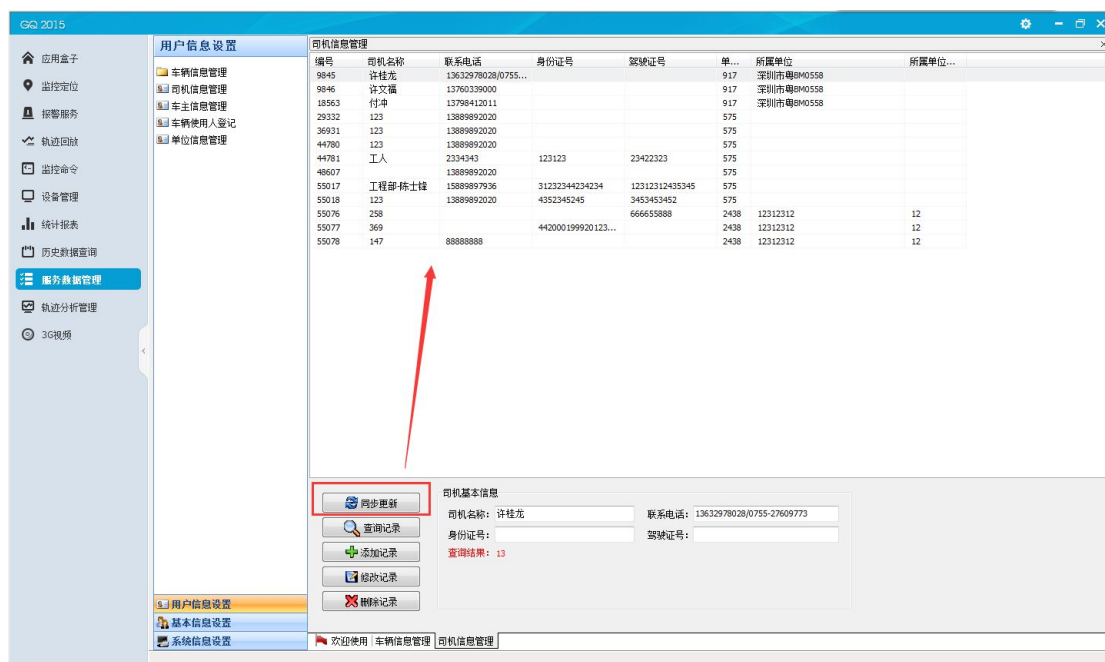 GQ 2015
应用盒子
监控定位
报警服务
轨迹回放
监控命令
设备管理
统计报表
历史数据查询
服务数据管理
轨迹分析管理
3G视频
用户信息设置
车辆信息管理
司机信息管理
车主信息管理
车辆使用人登记
单位信息管理
用户信息设置
基本信息设置
系统信息设置
司机信息管理
编号 司机名称 联系电话 身份证号 驾驶证号 单... 所属单位 所属单位...
9845 许桂龙 13632978028/0755... 917 深圳市粤BM0558
9846 许文福 13760339000 917 深圳市粤BM0558
18563 付冲 13798412011 917 深圳市粤BM0558
29332 123 13889892020 575
36931 123 13889892020 575
44780 123 13889892020 575
44781 工人 2334343 123123 23422323 575
48607 13889892020 575
55017 工程部-陈士锋 15889897936 31232344234234 12312312435345 575
55018 123 13889892020 4352345245 3453453452 575
55076 258 666655888 2438 12312312 12
55077 369 442000199920123... 2438 12312312 12
55078 147 88888888 2438 12312312 12
同步更新
查询记录
添加记录
修改记录
删除记录
司机基本信息
司机名称: 许桂龙 联系电话: 13632978028/0755-27609773
身份证号: 驾驶证号:
查询结果: 13
欢迎使用 车辆信息管理 司机信息管理